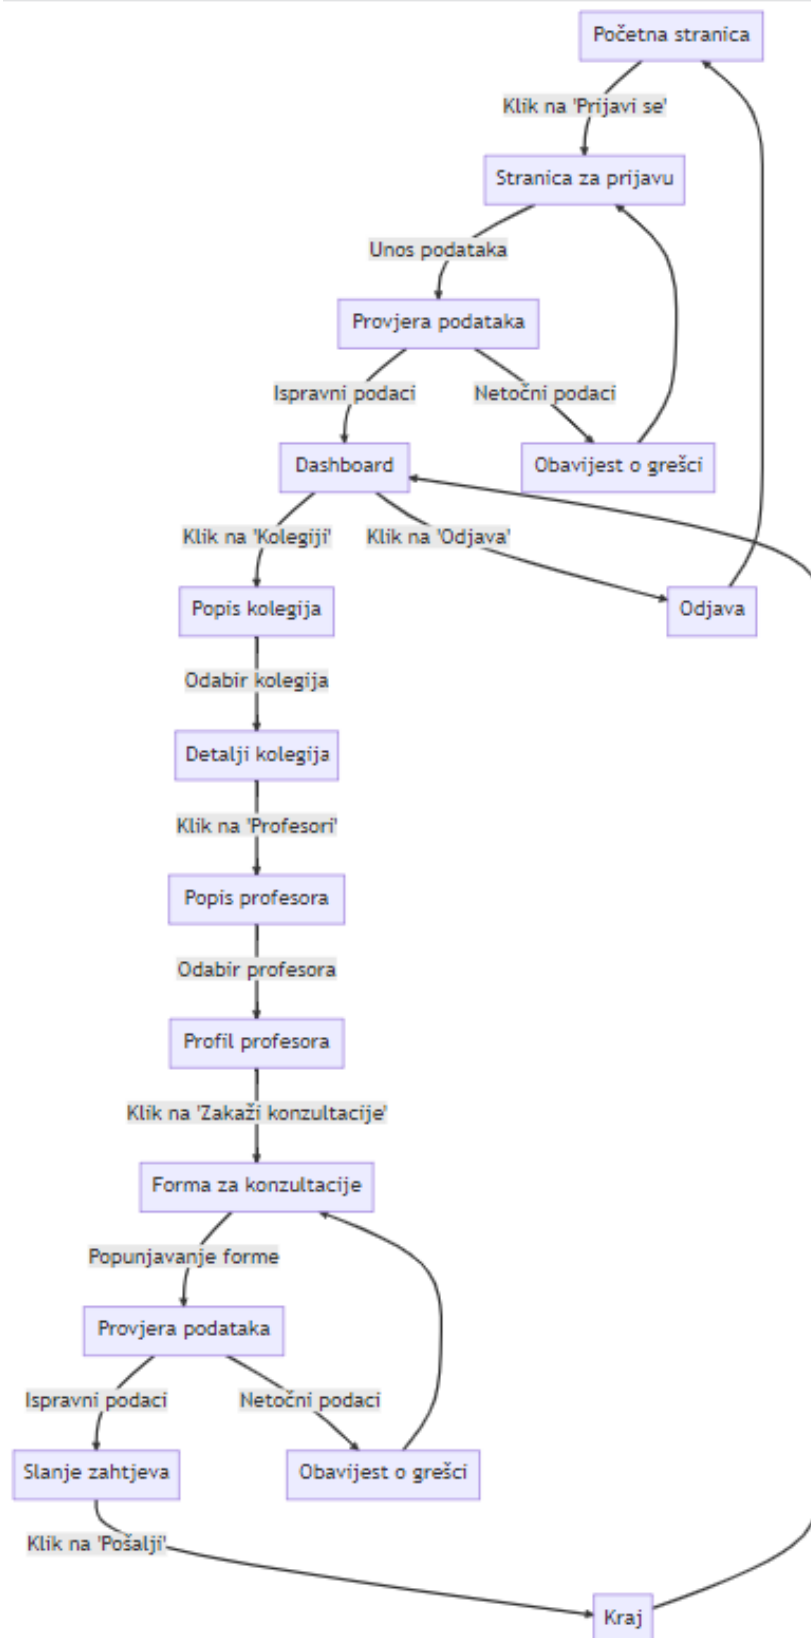 Početna stranica
Klik na 'Prijavi se'
Stranica za prijavu
Unos podataka
Provjera podataka
Ispravni podaci
Netočni podaci
Dashboard
Obavijest o grešci
Klik na 'Kolegiji'
Klik na 'Odjava'
Popis kolegija
Odjava
Odabir kolegija
Detalji kolegija
Klik na 'Profesori'
Popis profesora
Odabir profesora
Profil profesora
Klik na 'Zakaži konzultacije'
Forma za konzultacije
Popunjavanje forme
Provjera podataka
Ispravni podaci
Netočni podaci
Slanje zahtjeva
Obavijest o grešci
Klik na 'Pošalji'
Kraj